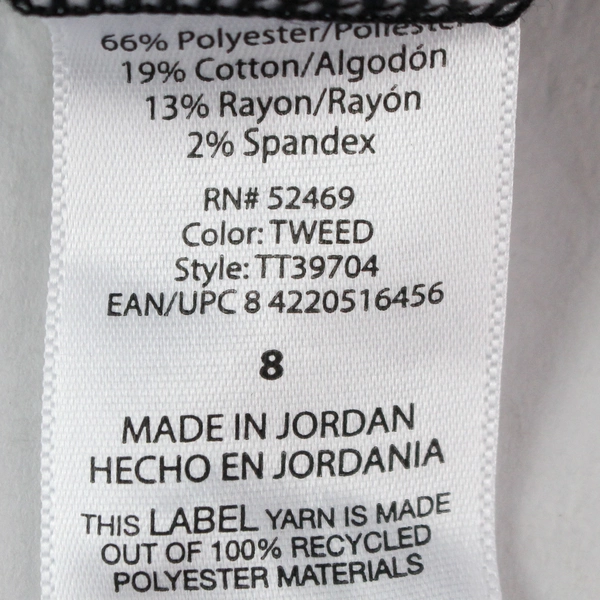 66% Polyester/Poliéster
19% Cotton/Algodón
13% Rayon/Rayón
2% Spandex
RN# 52469
Color: TWEED
Style: TT39704
EAN/UPC 8 4220516456
8
MADE IN JORDAN
HECHO EN JORDANIA
THIS LABEL YARN IS MADE
OUT OF 100% RECYCLED
POLYESTER MATERIALS